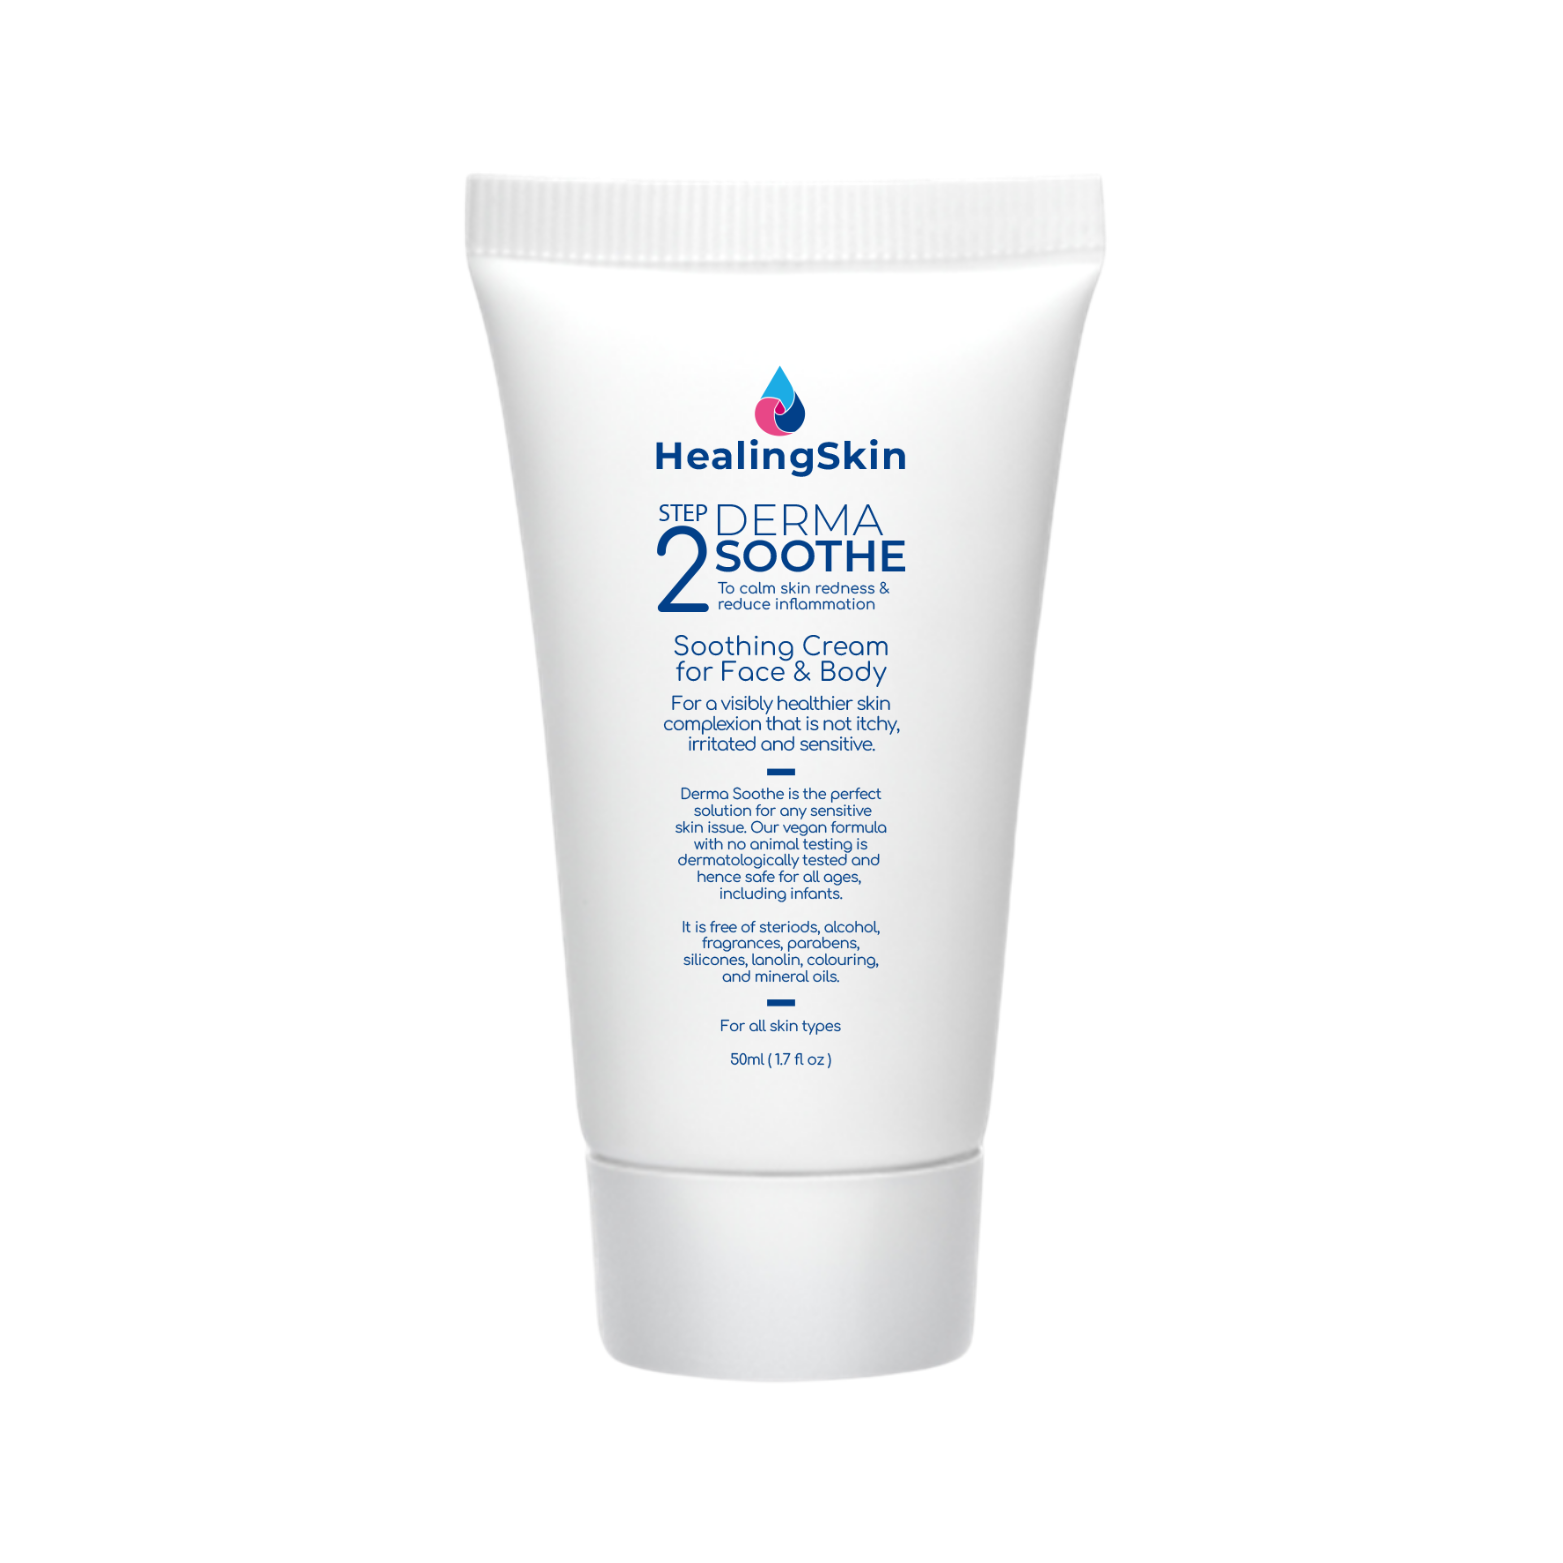 HealingSkin
STEP
2
DERMA
SOOTHE
To calm skin redness &
reduce inflammation
Soothing Cream
for Face & Body
For a visibly healthier skin
complexion that is not itchy,
irritated and sensitive.
Derma Soothe is the perfect
solution for any sensitive
skin issue. Our vegan formula
with no animal testing is
dermatologically tested and
hence safe for all ages,
including infants.
It is free of steriods, alcohol,
fragrances, parabens,
silicones, lanolin, colouring,
and mineral oils.
For all skin types
50ml ( 1.7 fl oz )